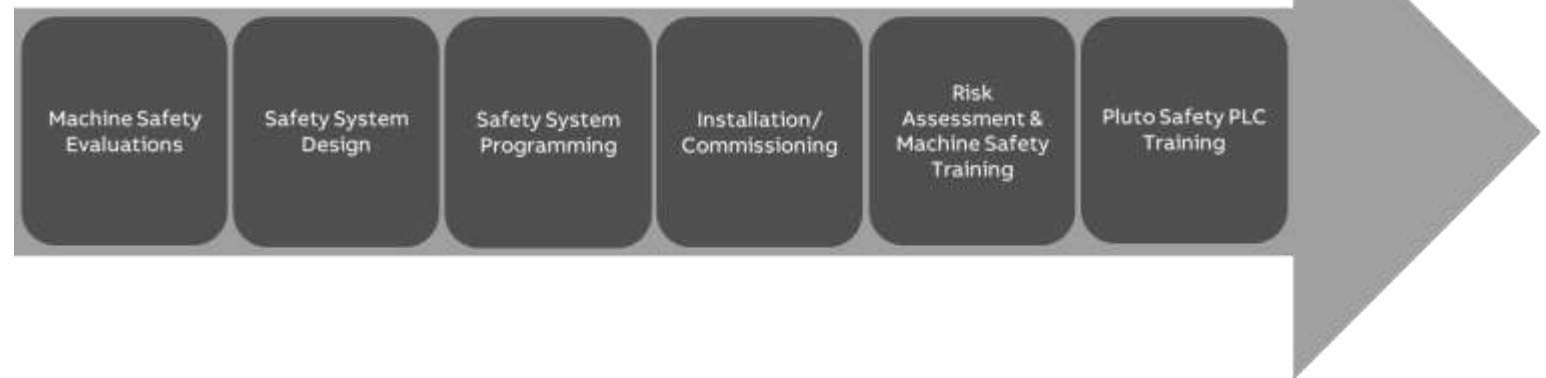 Machine Safety
Evaluations
Safety System
Design
Safety System
Programming
Installation/
Commissioning
Risk
Assessment &
Machine Safety
Training
Pluto Safety PLC
Training